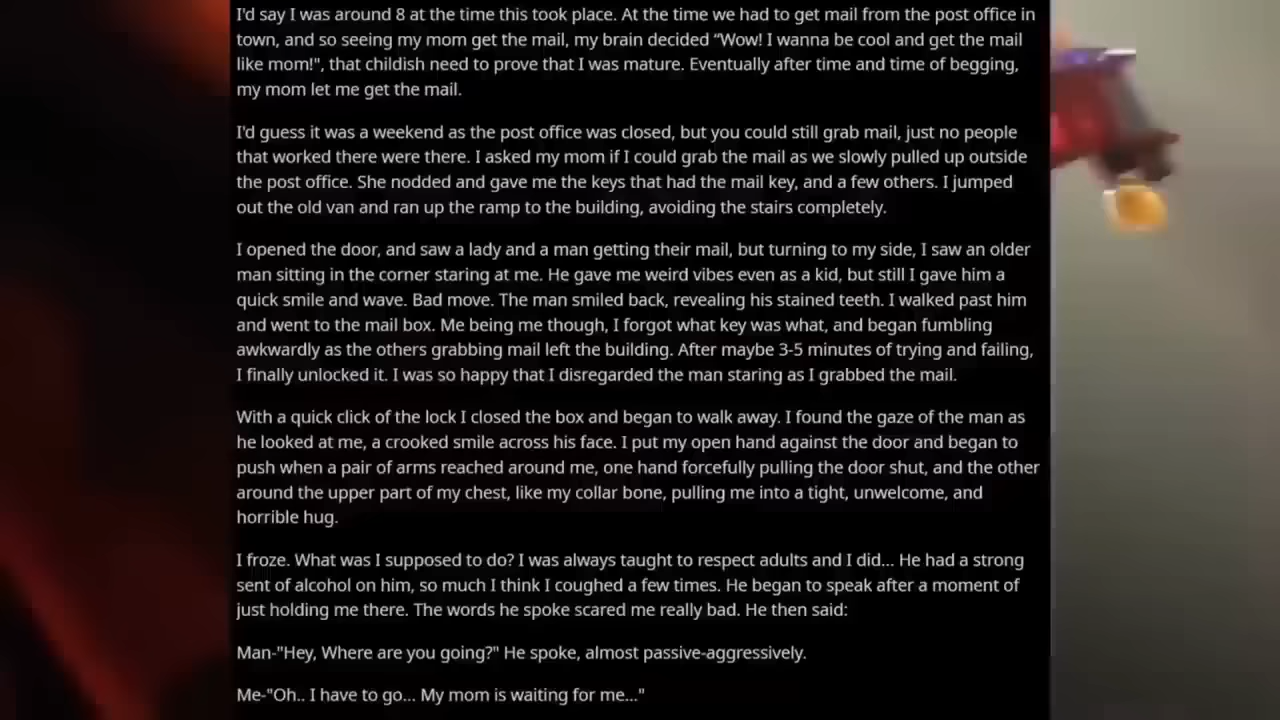 I'd say I was around 8 at the time this took place. At the time we had to get mail from the post office in
town, and so seeing my mom get the mail, my brain decided “Wow! I wanna be cool and get the mail
like mom!", that childish need to prove that I was mature. Eventually after time and time of begging,
my mom let me get the mail.
I'd guess it was a weekend as the post office was closed, but you could still grab mail, just no people
that worked there were there. I asked my mom if I could grab the mail as we slowly pulled up outside
the post office. She nodded and gave me the keys that had the mail key, and a few others. I jumped
out the old van and ran up the ramp to the building, avoiding the stairs completely.
I opened the door, and saw a lady and a man getting their mail, but turning to my side, I saw an older
man sitting in the corner staring at me. He gave me weird vibes even as a kid, but still I gave him a
quick smile and wave. Bad move. The man smiled back, revealing his stained teeth. I walked past him
and went to the mail box. Me being me though, I forgot what key was what, and began fumbling
awkwardly as the others grabbing mail left the building. After maybe 3-5 minutes of trying and failing,
I finally unlocked it. I was so happy that I disregarded the man staring as I grabbed the mail.
With a quick click of the lock I closed the box and began to walk away. I found the gaze of the man as
he looked at me, a crooked smile across his face. I put my open hand against the door and began to
push when a pair of arms reached around me, one hand forcefully pulling the door shut, and the other
around the upper part of my chest, like my collar bone, pulling me into a tight, unwelcome, and
horrible hug.
I froze. What was I supposed to do? I was always taught to respect adults and I did... He had a strong
sent of alcohol on him, so much I think I coughed a few times. He began to speak after a moment of
just holding me there. The words he spoke scared me really bad. He then said:
Man-"Hey, Where are you going?" He spoke, almost passive-aggressively.
Me-"Oh.. I have to go... My mom is waiting for me..."